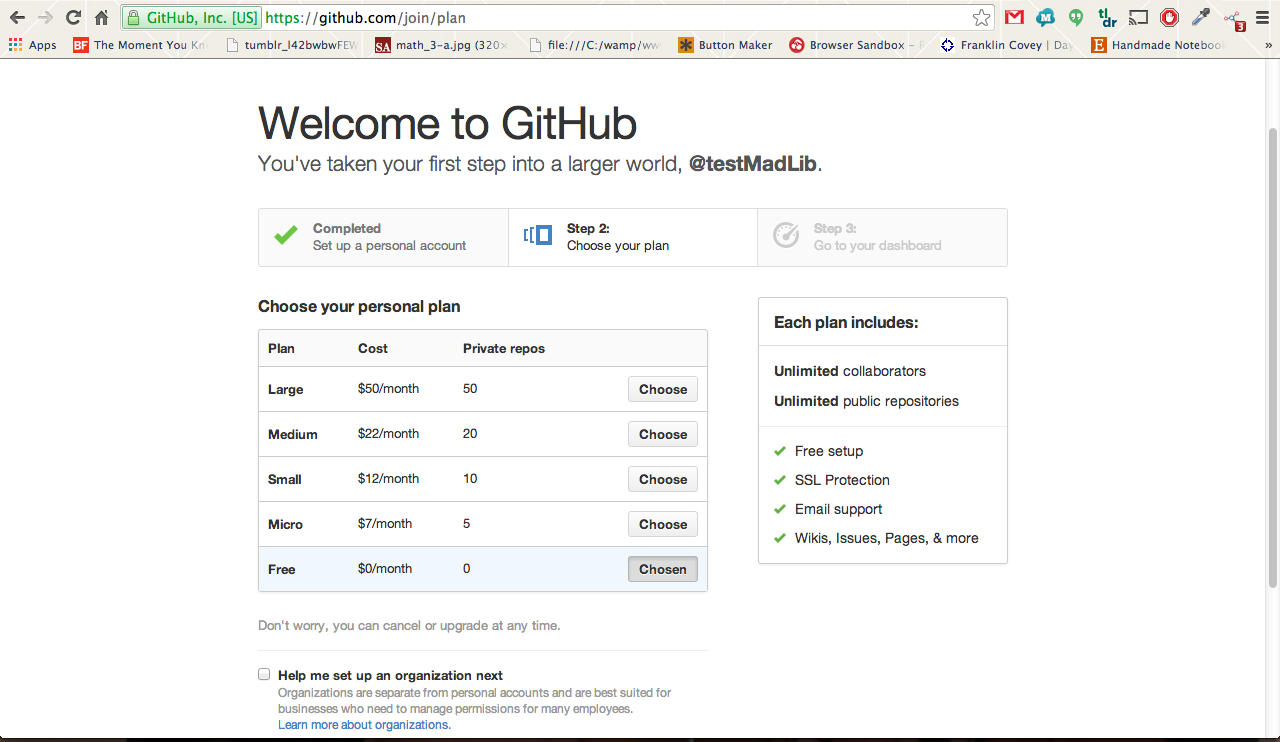 GitHub, Inc. [US] https://github.com/join/plan
tl;dr
3
Apps BF The Moment You Kn tumblr_l42bwbwFEW SA math_3-a.jpg (320× file:///C:/wamp/ww Button Maker Browser Sandbox – Franklin Covey | Day E Handmade Notebook »
Welcome to GitHub
You've taken your first step into a larger world, @testMadLib.
Completed
Set up a personal account
Step 2:
Choose your plan
Step 3:
Go to your dashboard
Choose your personal plan
Plan Cost Private repos
Large $50/month 50 Choose
Medium $22/month 20 Choose
Small $12/month 10 Choose
Micro $7/month 5 Choose
Free $0/month 0 Chosen
Don't worry, you can cancel or upgrade at any time.
Help me set up an organization next
Organizations are separate from personal accounts and are best suited for
businesses who need to manage permissions for many employees.
Learn more about organizations.
Each plan includes:
Unlimited collaborators
Unlimited public repositories
Free setup
SSL Protection
Email support
Wikis, Issues, Pages, & more